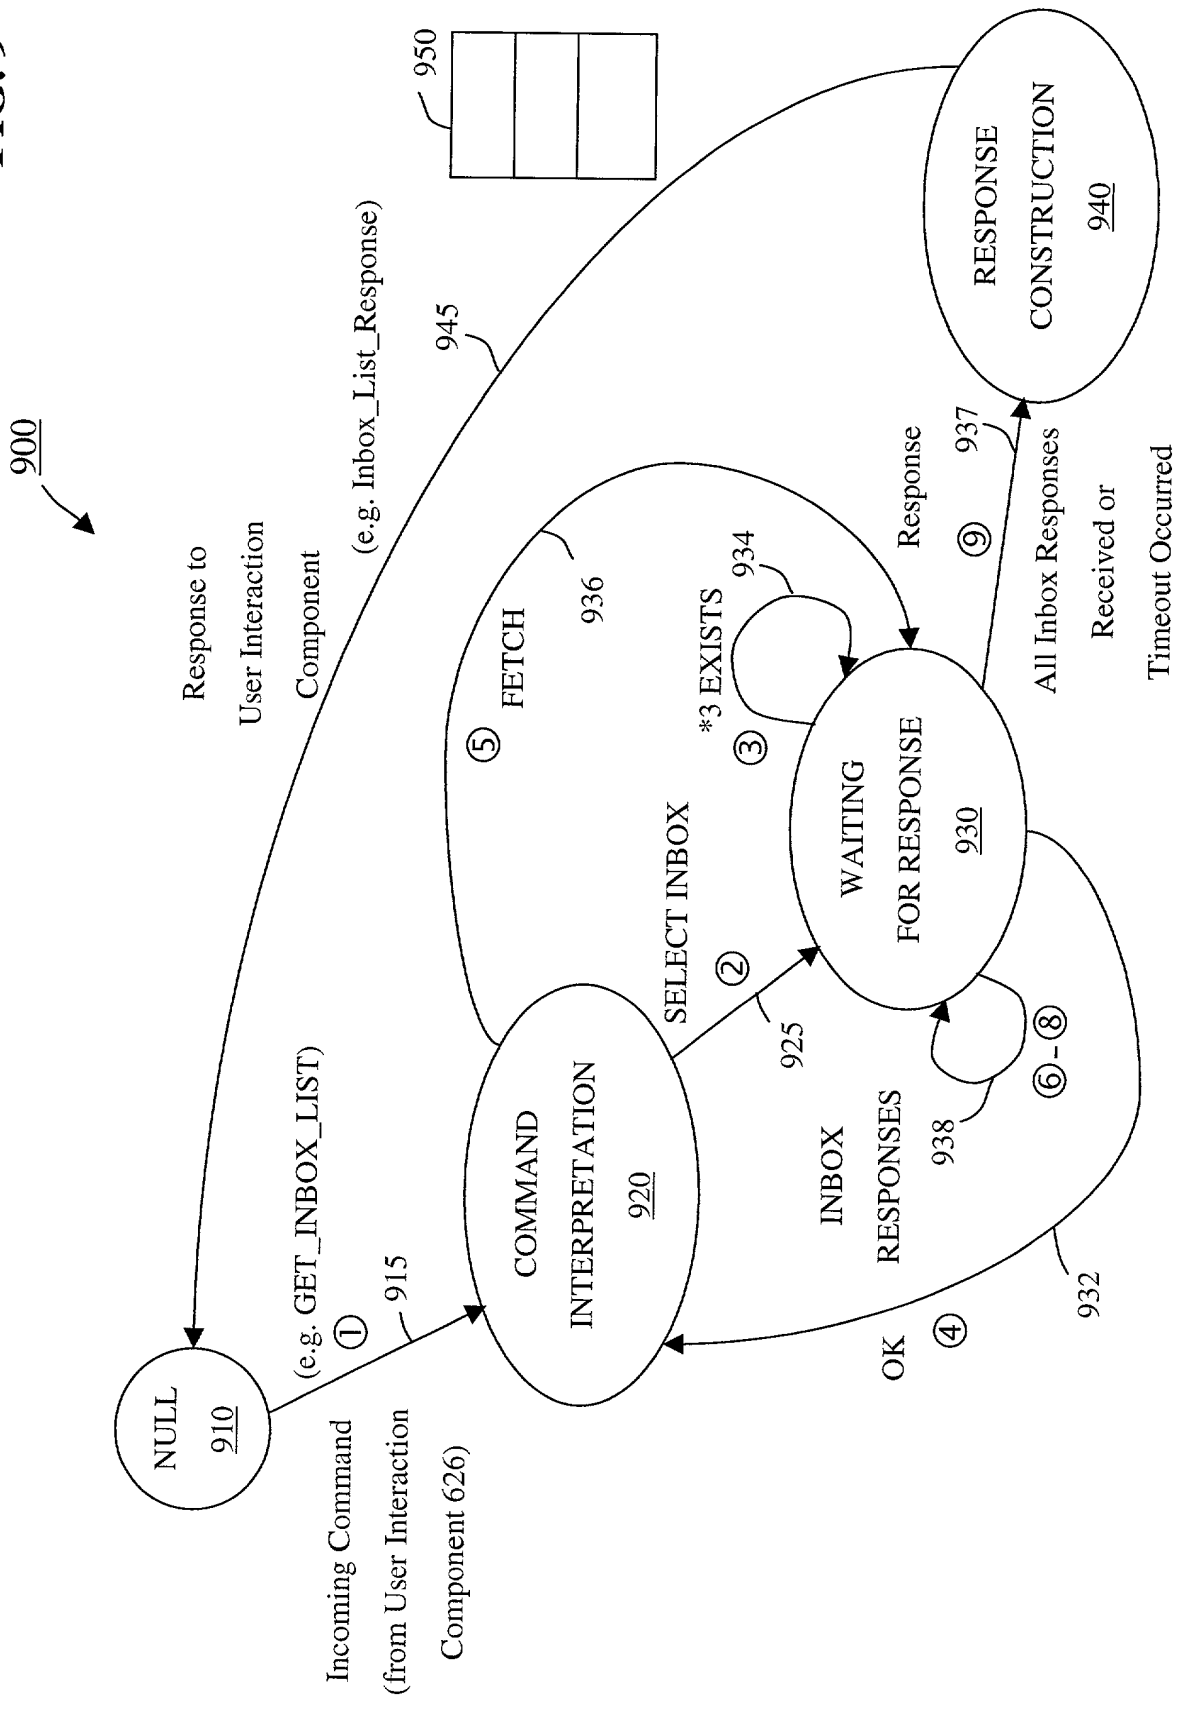 900
NULL
910
Incoming Command
(from User Interaction
Component 626)
(e.g. GET_INBOX_LIST)
①
915
Response to
User Interaction
Component
(e.g. Inbox_List_Response)
945
950
COMMAND
INTERPRETATION
920
⑤
FETCH
936
SELECT INBOX
②
925
*3 EXISTS
③
934
WAITING
FOR RESPONSE
930
INBOX
RESPONSES
938
⑥-⑧
OK
④
932
Response
⑨
937
All Inbox Responses
Received or
Timeout Occurred
RESPONSE
CONSTRUCTION
940